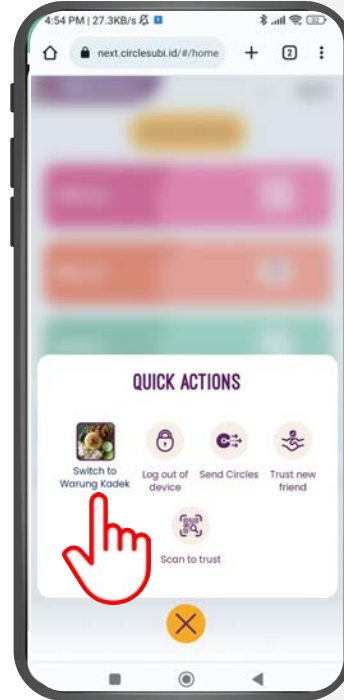 4:54 PM | 27.3KB/s
next.circlesubi.id/#/home
2
QUICK ACTIONS
Switch to
Warung Kadek
Log out of
device
Send Circles
Trust new
friend
Scan to trust